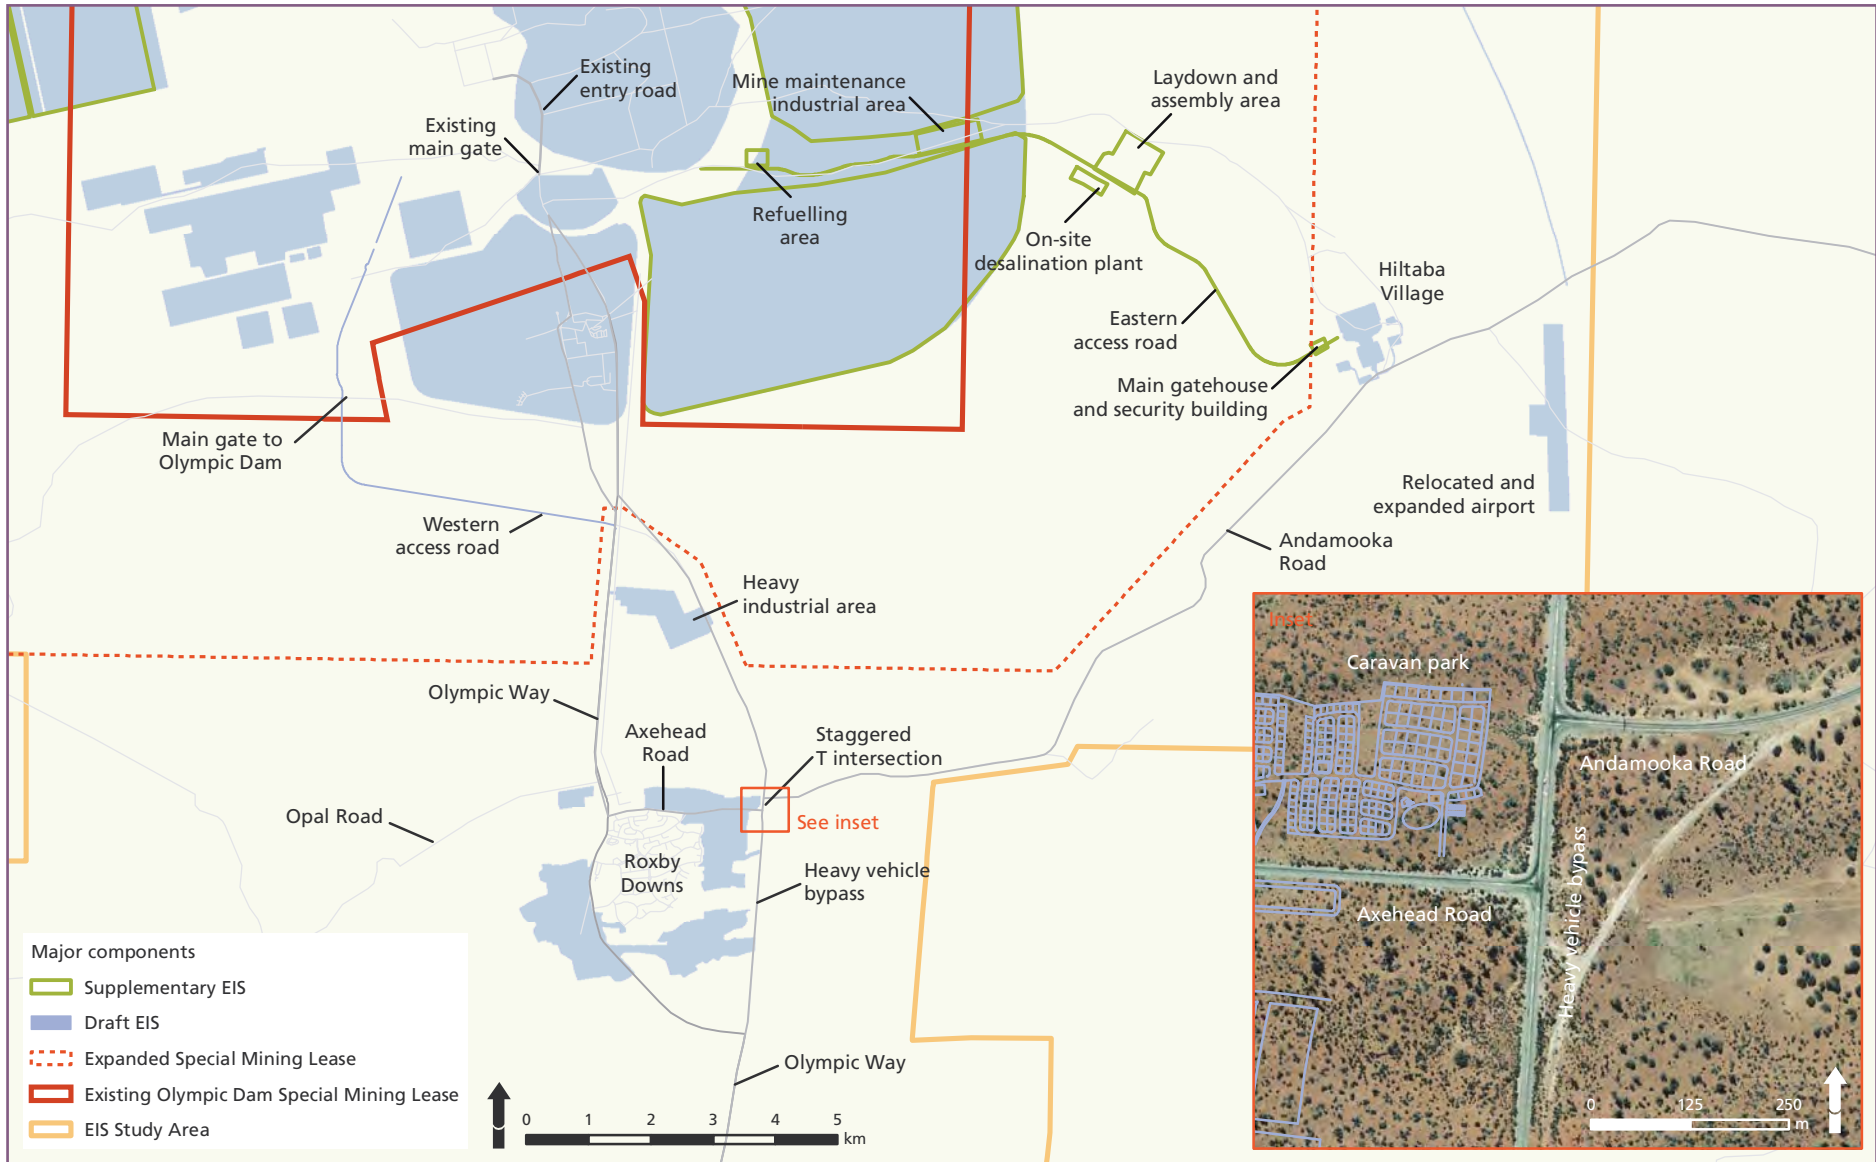 Existing
entry road
Mine maintenance
industrial area
Laydown and
assembly area
Existing
main gate
Refuelling
area
On-site
desalination plant
Hiltaba
Village
Eastern
access road
Main gatehouse
and security building
Main gate to
Olympic Dam
Relocated and
expanded airport
Western
access road
Andamooka
Road
Heavy
industrial area
Olympic Way
Axehead
Road
Staggered
T intersection
Opal Road
See inset
Roxby
Downs
Heavy vehicle
bypass
Olympic Way
Inset
Caravan park
Andamooka Road
Heavy vehicle bypass
Axehead Road
0 125 250
m
Major components
Supplementary EIS
Draft EIS
Expanded Special Mining Lease
Existing Olympic Dam Special Mining Lease
EIS Study Area
0 1 2 3 4 5
km